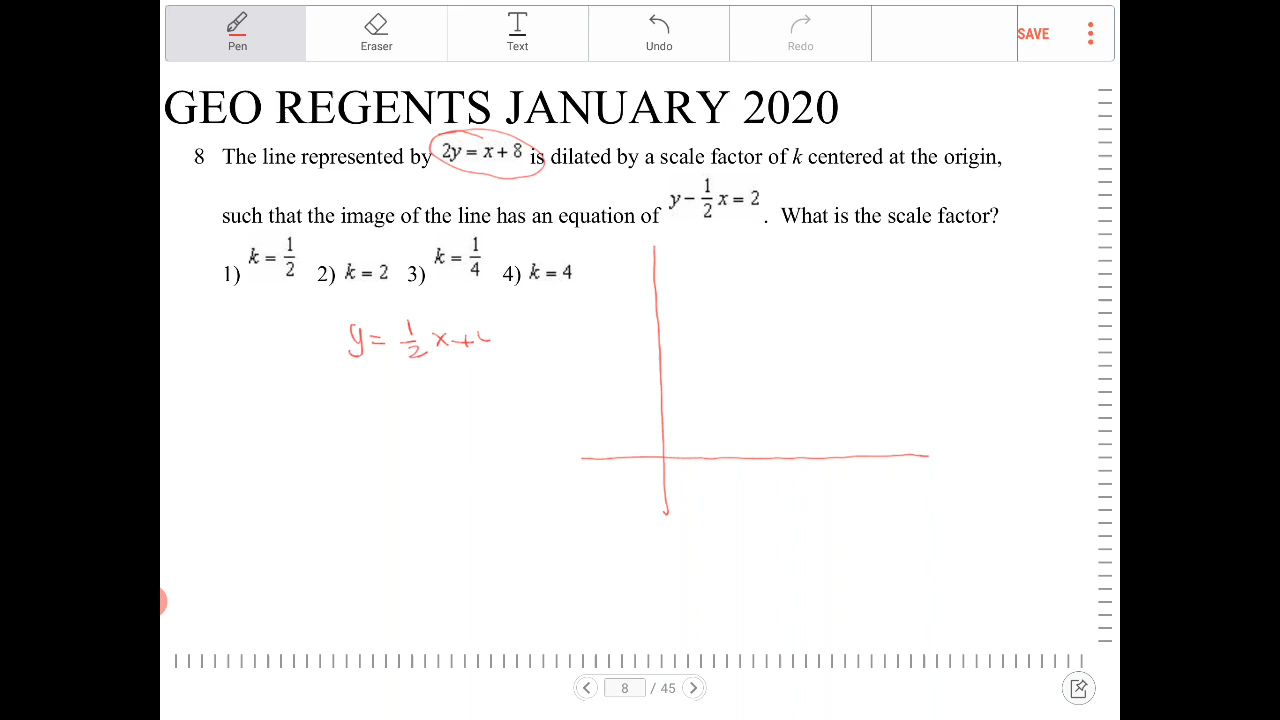 Pen Eraser Text Undo Redo SAVE
GEO REGENTS JANUARY 2020
8 The line represented by 2y = x + 8 is dilated by a scale factor of k centered at the origin,
such that the image of the line has an equation of y − 1/2 x = 2 . What is the scale factor?
1) k = 1/2 2) k = 2 3) k = 1/4 4) k = 4
y = 1/2 x +
8 / 45